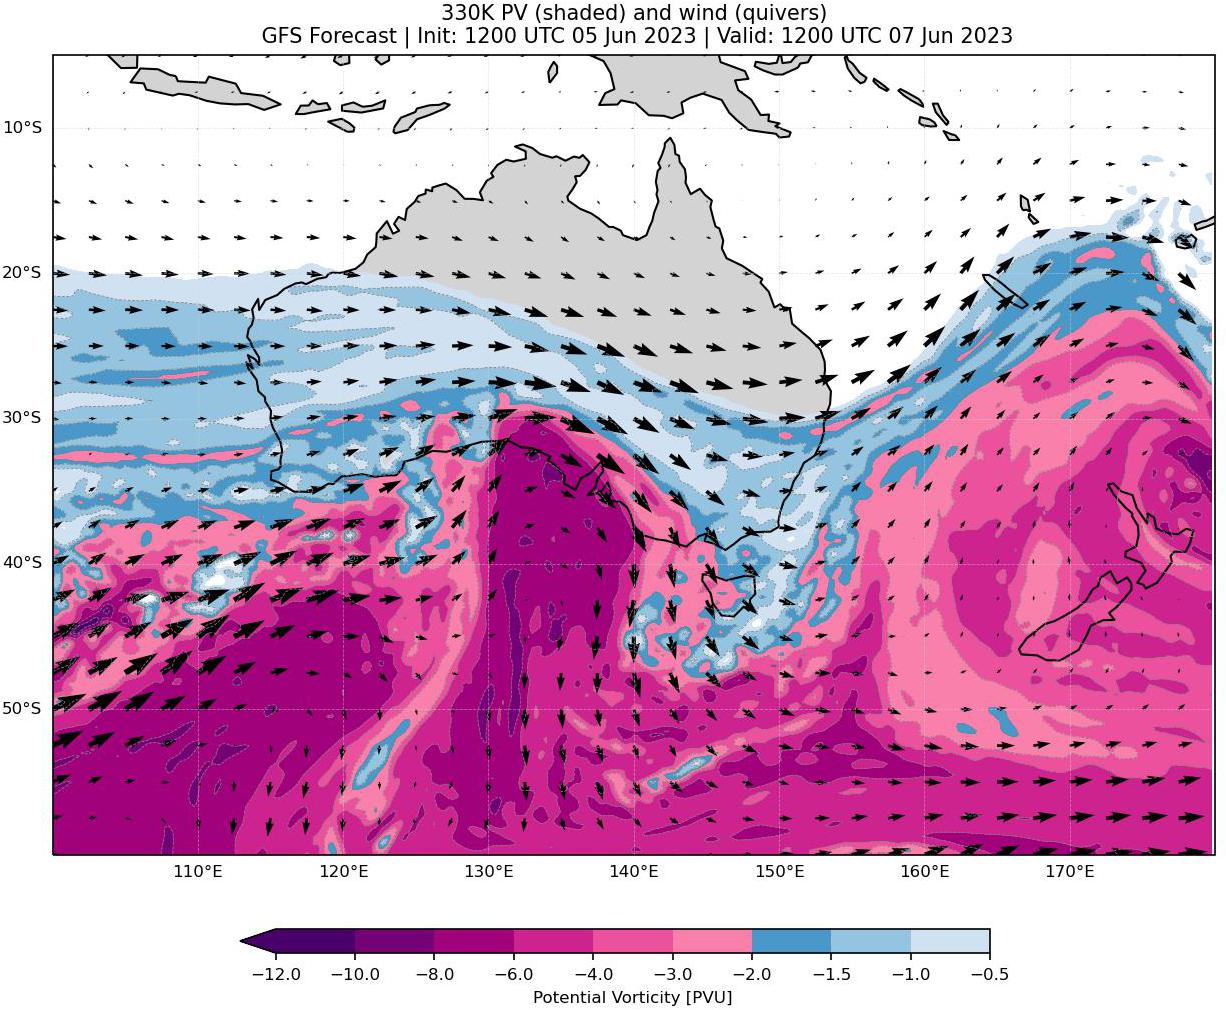 330K PV (shaded) and wind (quivers)
GFS Forecast | Init: 1200 UTC 05 Jun 2023 | Valid: 1200 UTC 07 Jun 2023
10°S
20°S
30°S
40°S
50°S
110°E 120°E 130°E 140°E 150°E 160°E 170°E
−12.0 −10.0 −8.0 −6.0 −4.0 −3.0 −2.0 −1.5 −1.0 −0.5
Potential Vorticity [PVU]